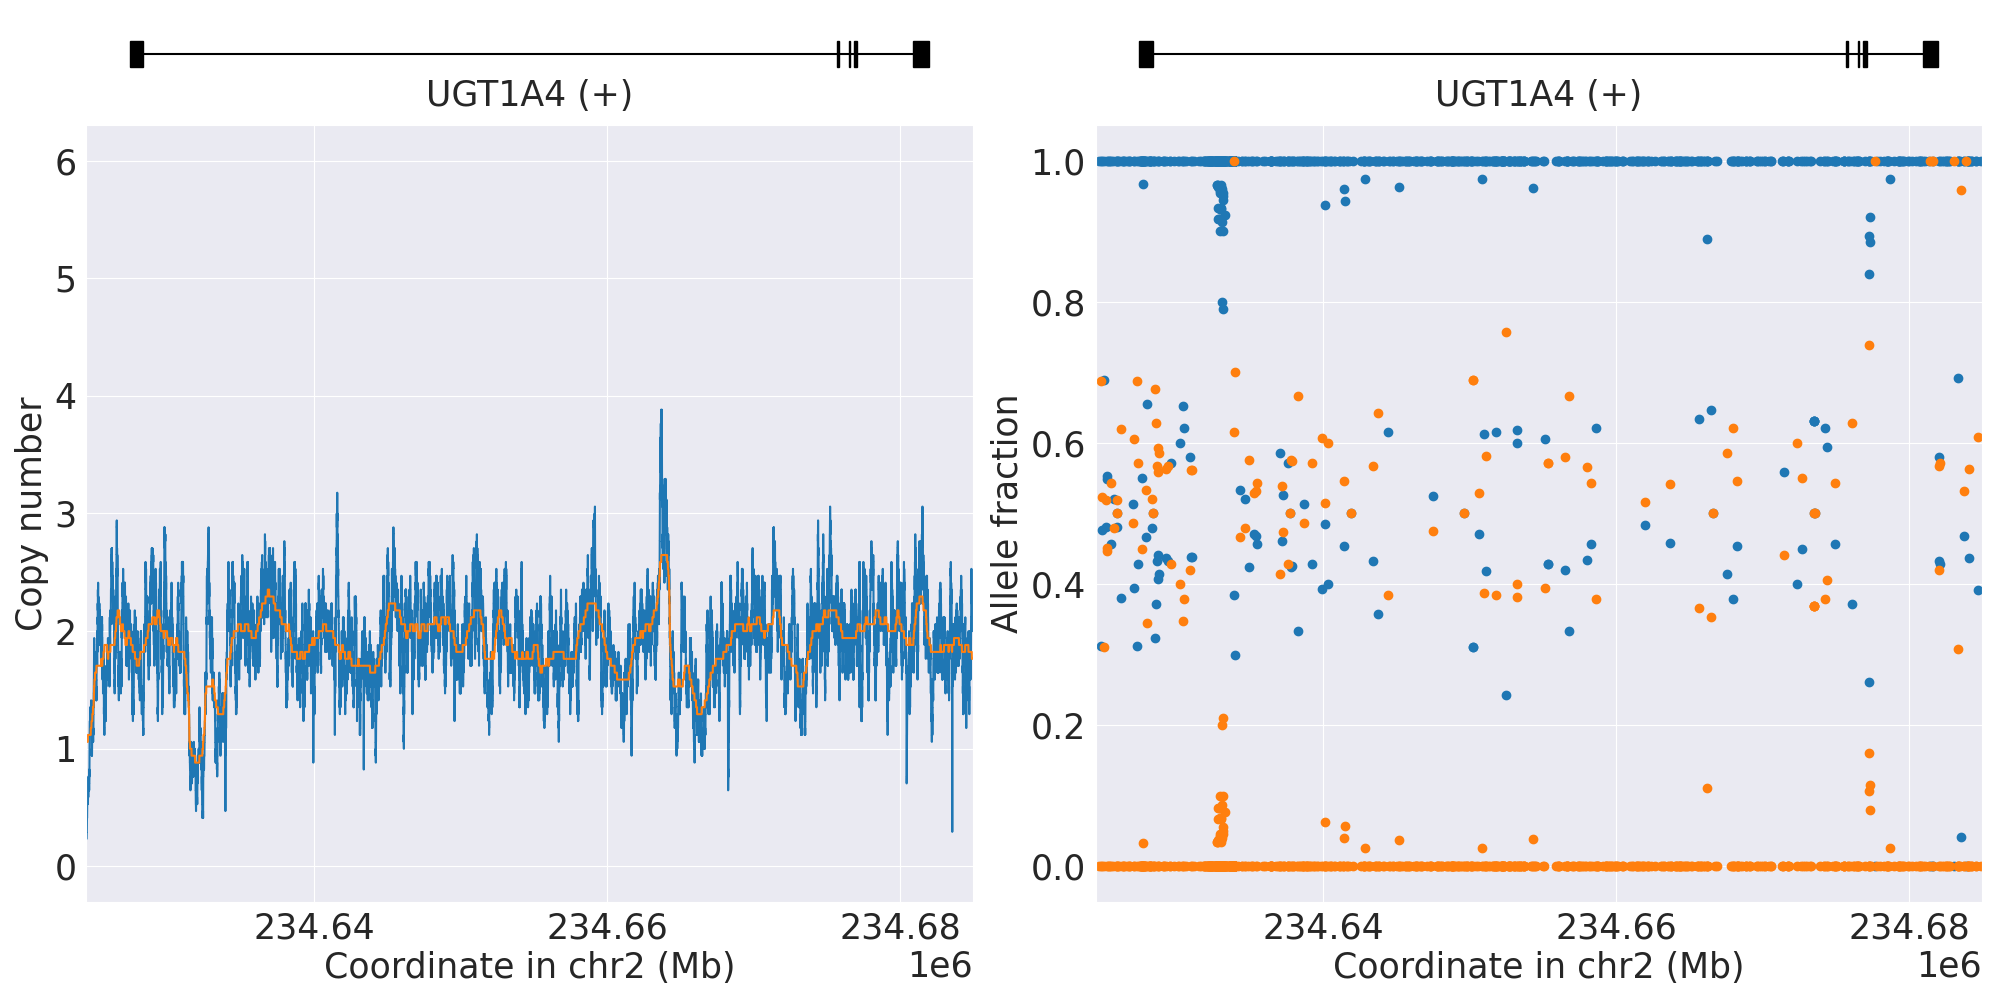 UGT1A4 (+)
6
5
4
3
2
1
0
Copy number
234.64
234.66
234.68
Coordinate in chr2 (Mb)
1e6
UGT1A4 (+)
1.0
0.8
0.6
0.4
0.2
0.0
Allele fraction
234.64
234.66
234.68
Coordinate in chr2 (Mb)
1e6